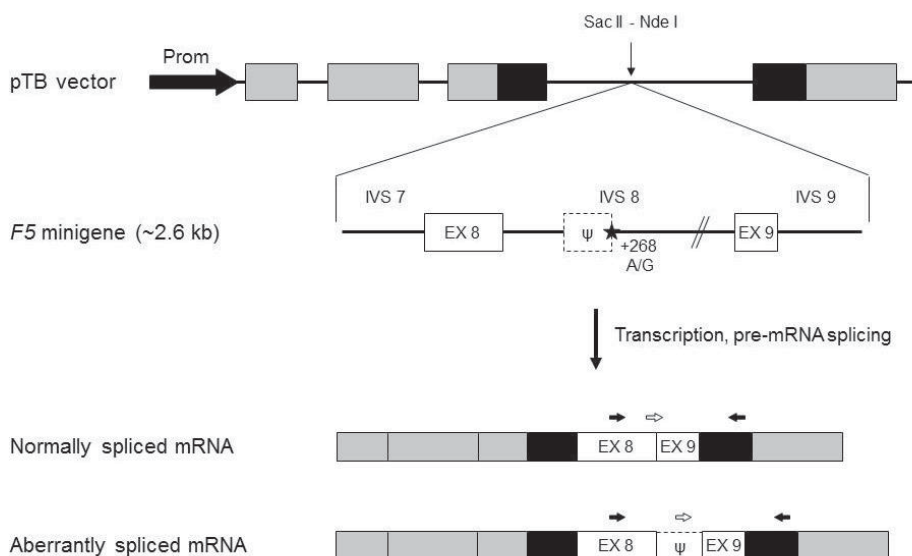 Sac II - Nde I
Prom
pTB vector
IVS 7
IVS 8
IVS 9
F5 minigene (~2.6 kb)
EX 8
ψ
EX 9
+268
A/G
Transcription, pre-mRNA splicing
Normally spliced mRNA
EX 8
EX 9
Aberrantly spliced mRNA
EX 8
ψ
EX 9